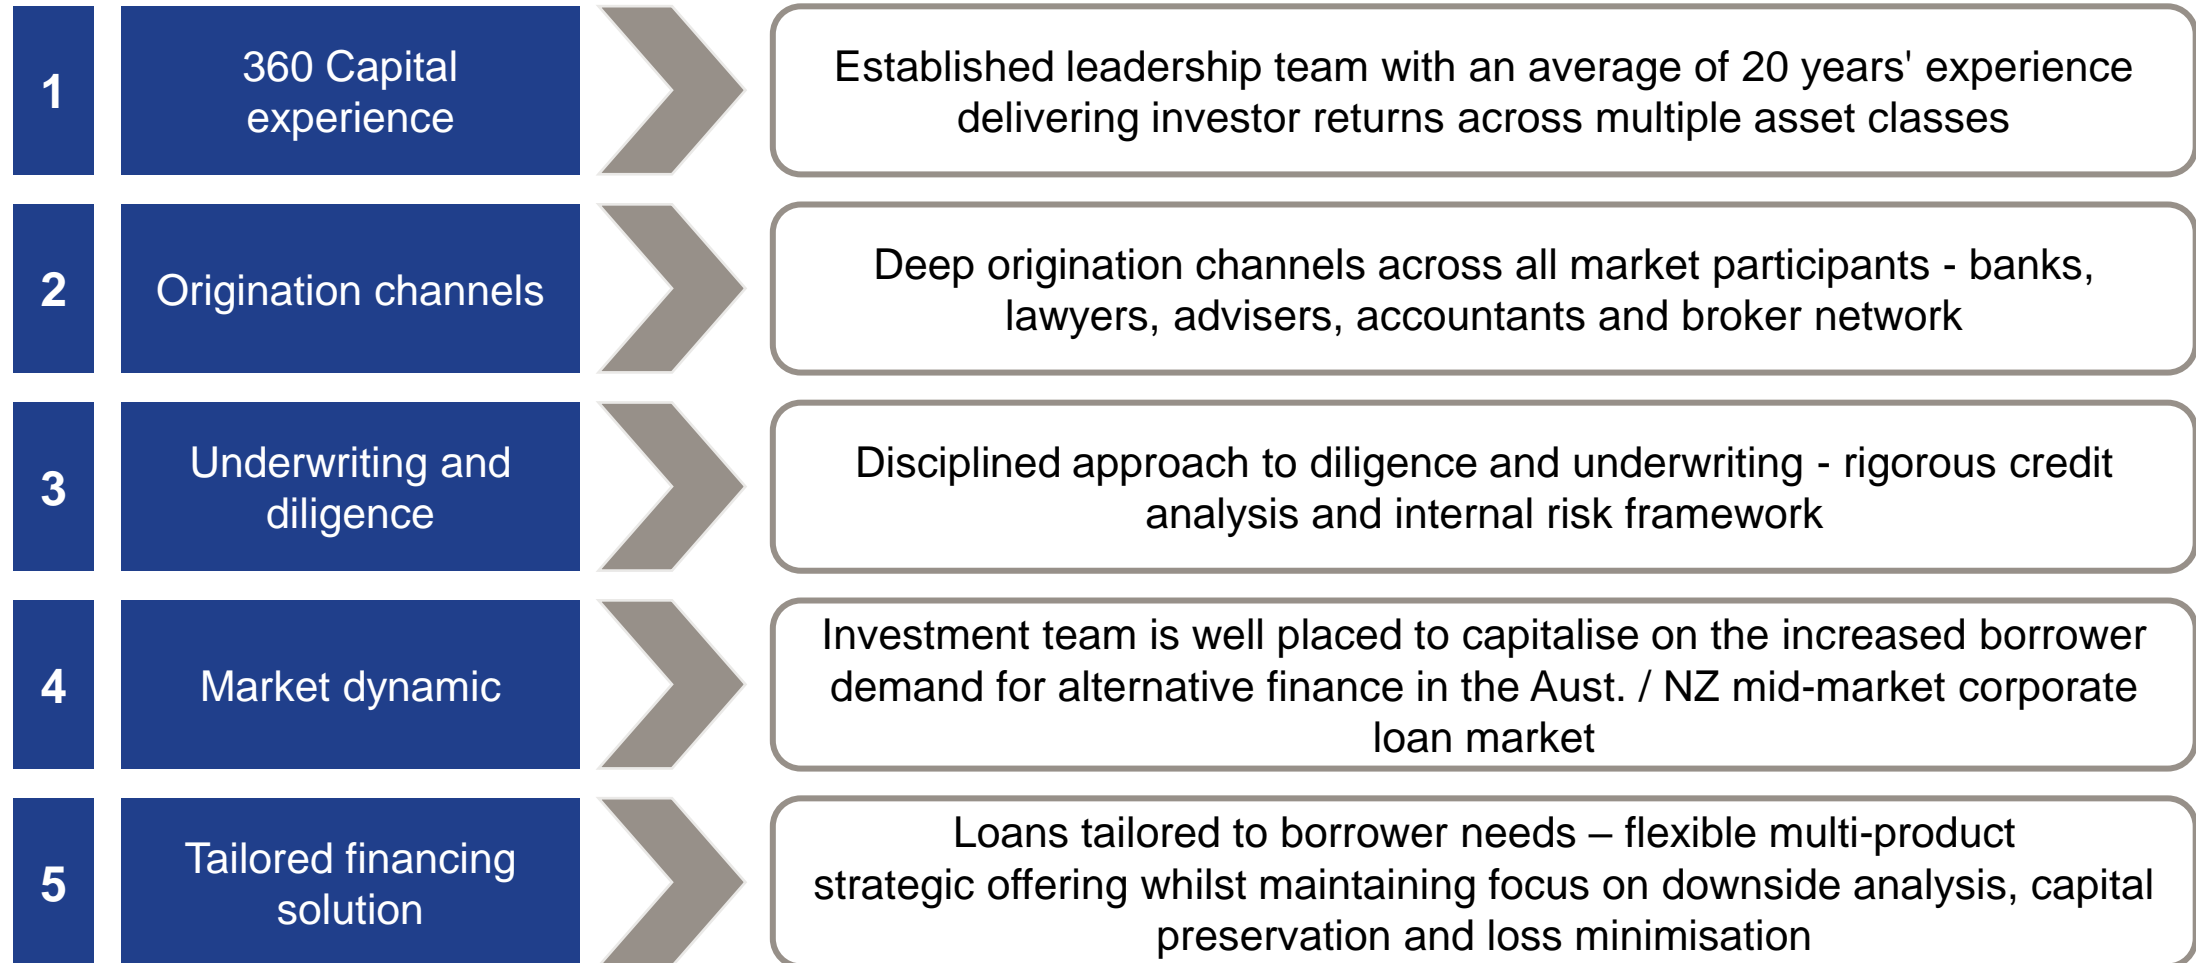 1
360 Capital
experience
Established leadership team with an average of 20 years' experience
delivering investor returns across multiple asset classes
2
Origination channels
Deep origination channels across all market participants - banks,
lawyers, advisers, accountants and broker network
3
Underwriting and
diligence
Disciplined approach to diligence and underwriting - rigorous credit
analysis and internal risk framework
4
Market dynamic
Investment team is well placed to capitalise on the increased borrower
demand for alternative finance in the Aust. / NZ mid-market corporate
loan market
5
Tailored financing
solution
Loans tailored to borrower needs – flexible multi-product
strategic offering whilst maintaining focus on downside analysis, capital
preservation and loss minimisation